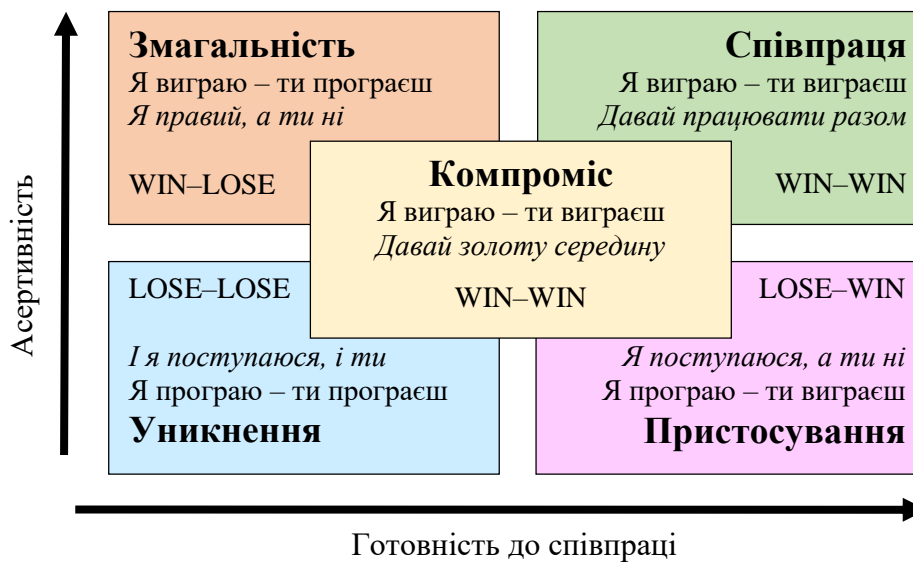 Змагальність
Я виграю – ти програєш
Я правий, а ти ні
WIN–LOSE
Співпраця
Я виграю – ти виграєш
Давай працювати разом
WIN–WIN
Компроміс
Я виграю – ти виграєш
Давай золоту середину
WIN–WIN
LOSE–LOSE
І я поступаюся, і ти
Я програю – ти програєш
Уникнення
LOSE–WIN
Я поступаюся, а ти ні
Я програю – ти виграєш
Пристосування
Асертивність
Готовність до співпраці